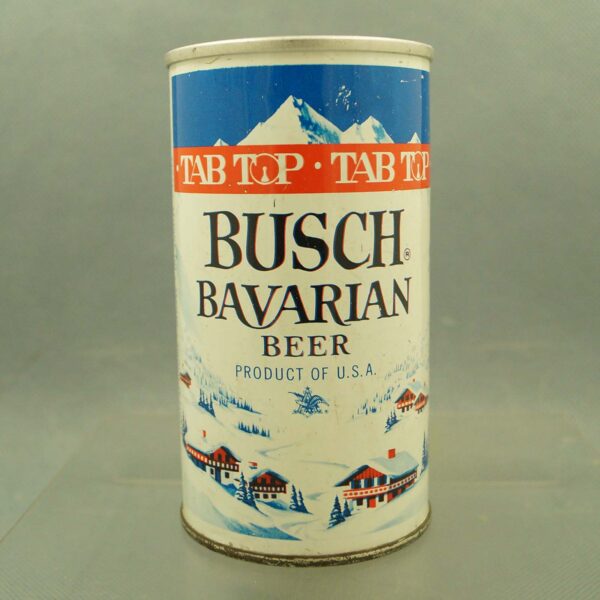 · TAB TOP · TAB TOP
BUSCH®
BAVARIAN
BEER
PRODUCT OF U.S.A.